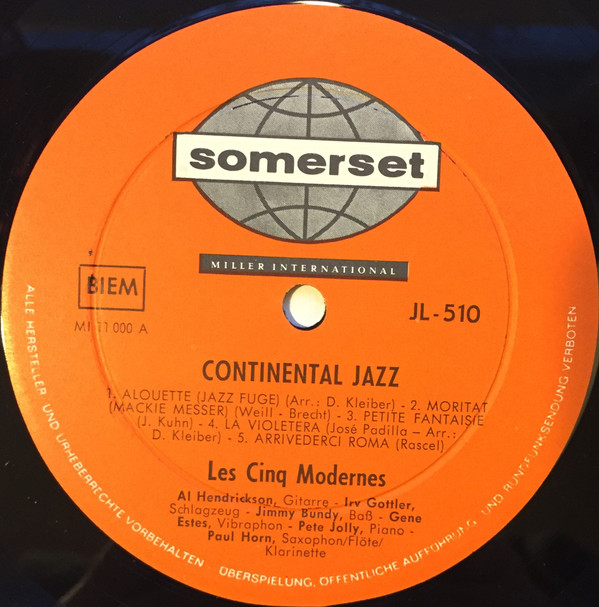 somerset
MILLER INTERNATIONAL
BIEM
MI 11 000 A
JL-510
CONTINENTAL JAZZ
1. ALOUETTE (JAZZ FUGE) (Arr.: D. Kleiber) - 2. MORITAT
(MACKIE MESSER) (Weill - Brecht) - 3. PETITE FANTAISIE
(J. Kuhn) - 4. LA VIOLETERA (José Padilla - Arr.:
D. Kleiber) - 5. ARRIVEDERCI ROMA (Rascel)
Les Cinq Modernes
Al Hendrickson, Gitarre - Irv Gottler,
Schlagzeug - Jimmy Bundy, Baß - Gene
Estes, Vibraphon - Pete Jolly, Piano -
Paul Horn, Saxophon/Flöte/
Klarinette
ALLE HERSTELLER- UND URHEBERRECHTE VORBEHALTEN - ÜBERSPIELUNG, ÖFFENTLICHE AUFFÜHRUNG UND RUNDFUNKSENDUNG VERBOTEN